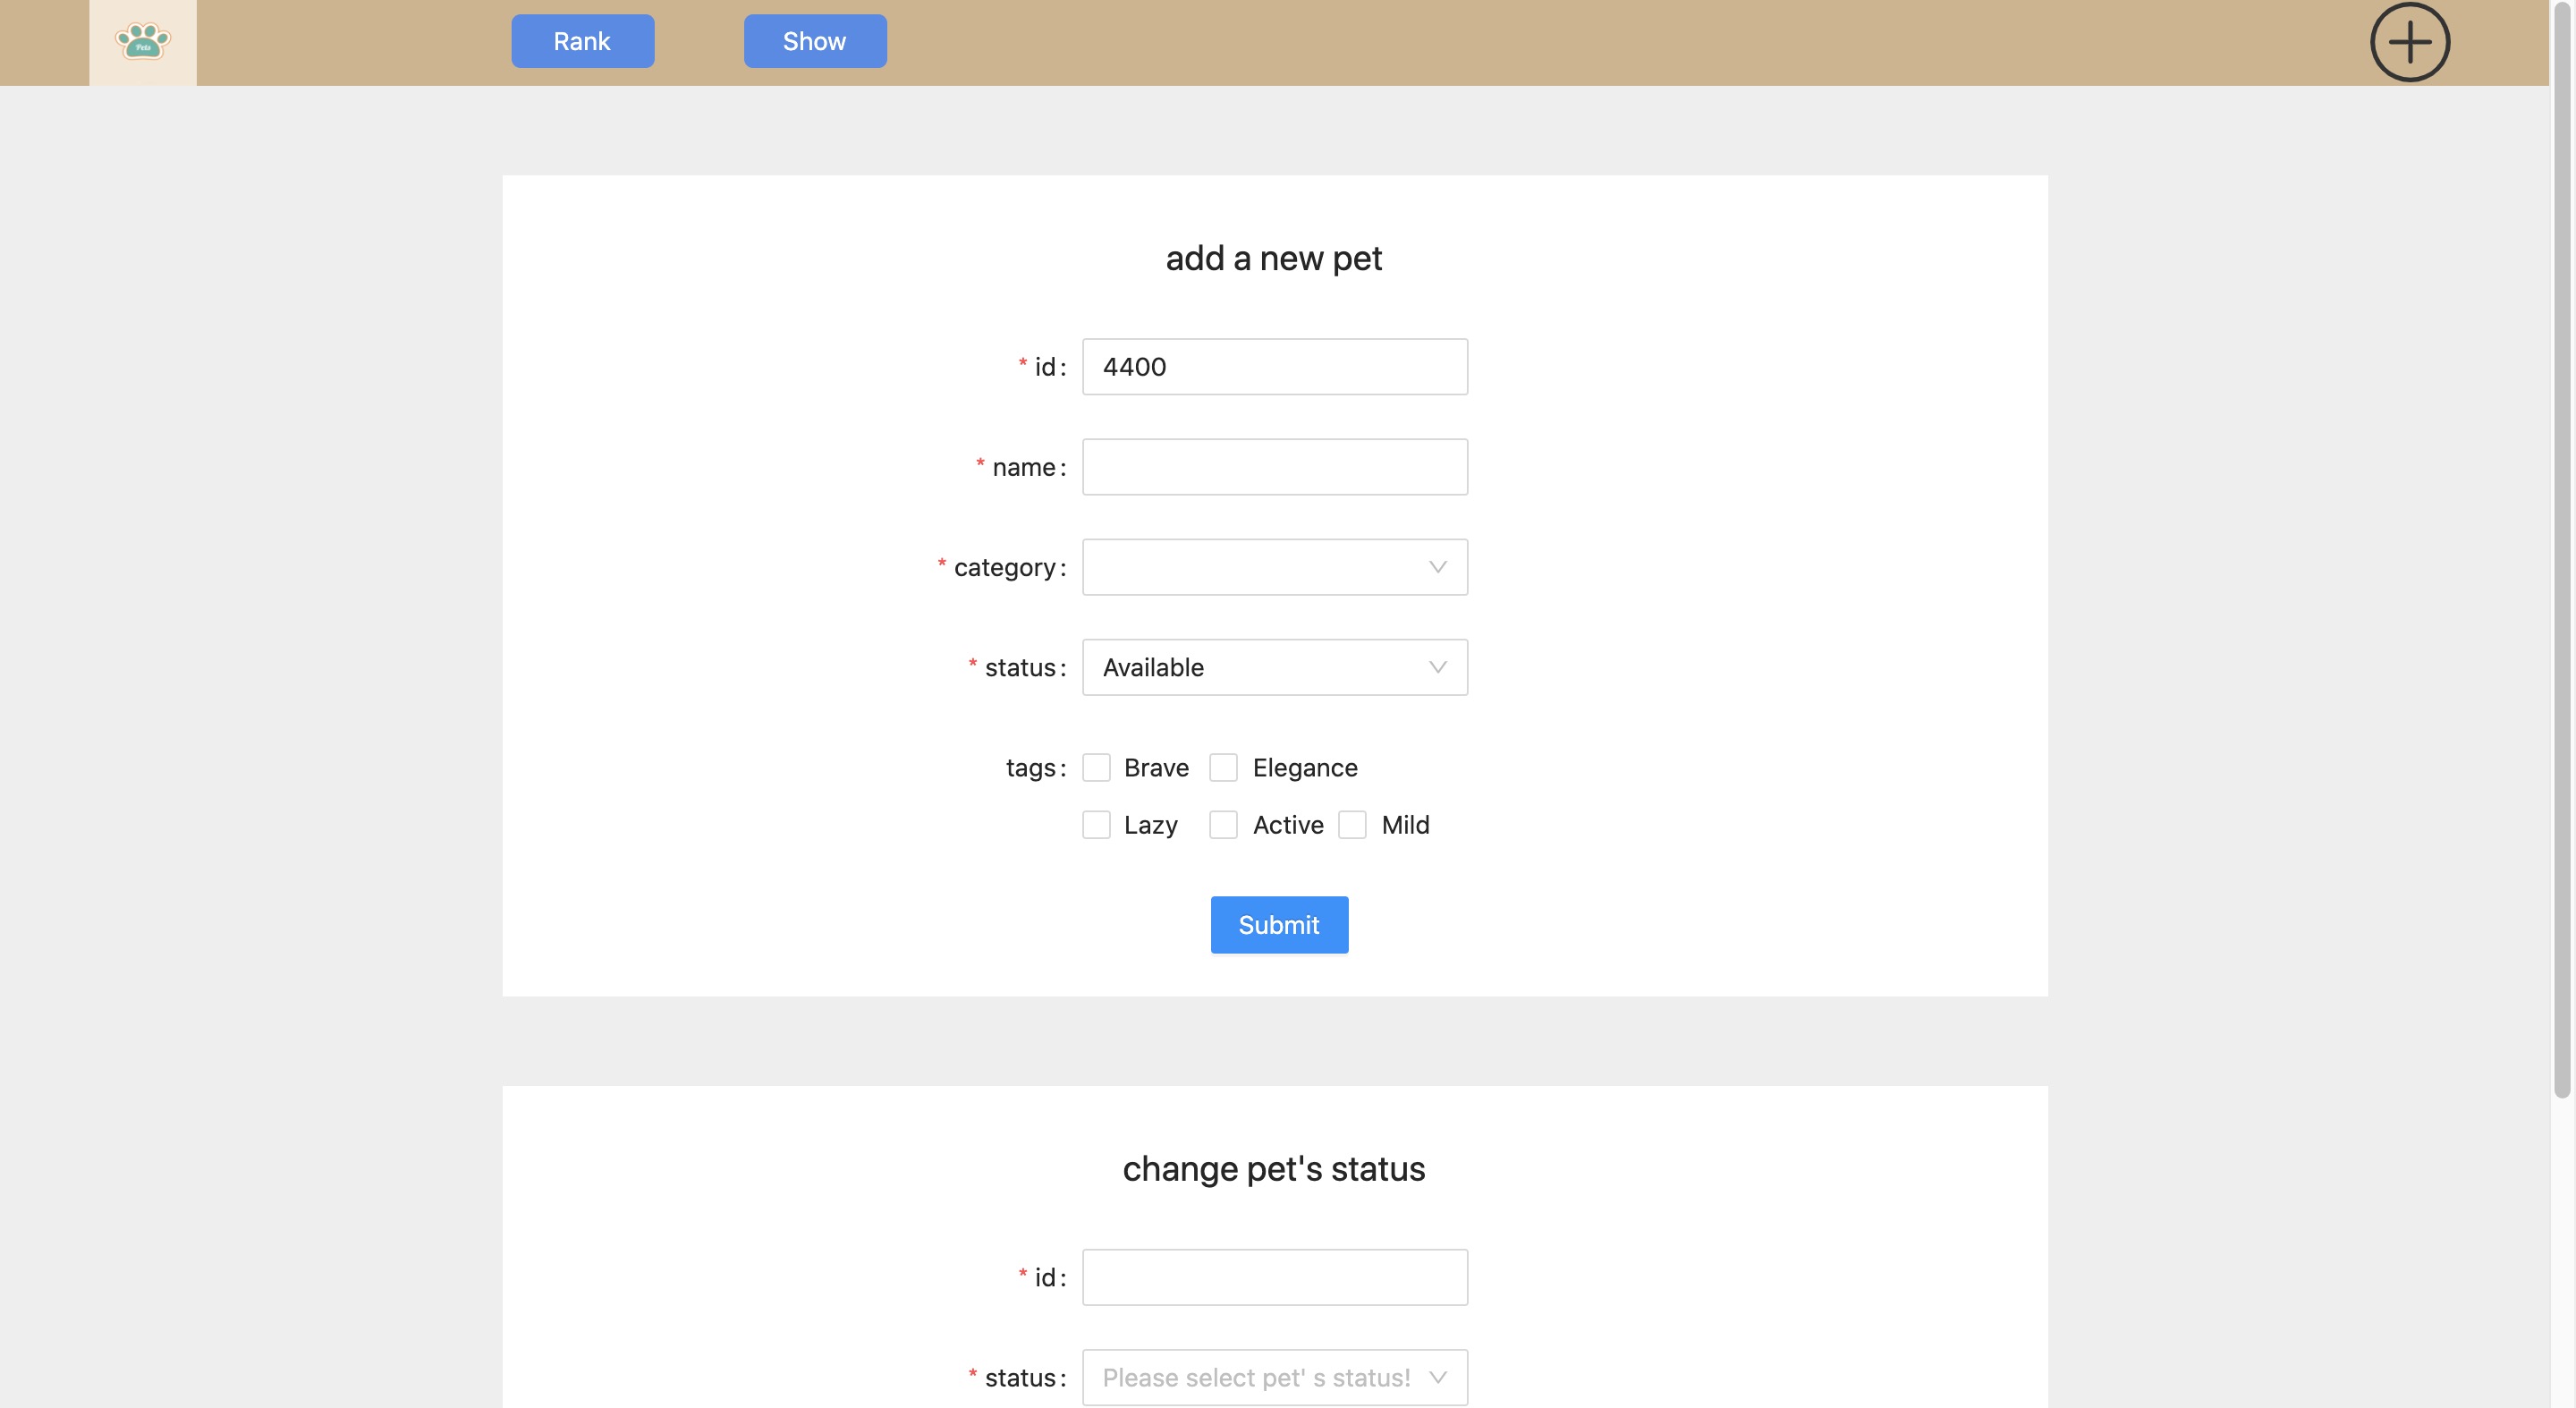 Pets
Rank
Show
add a new pet
* id: 4400
* name:
* category:
* status: Available
tags: Brave Elegance
Lazy Active Mild
Submit
change pet's status
* id:
* status: Please select pet' s status!